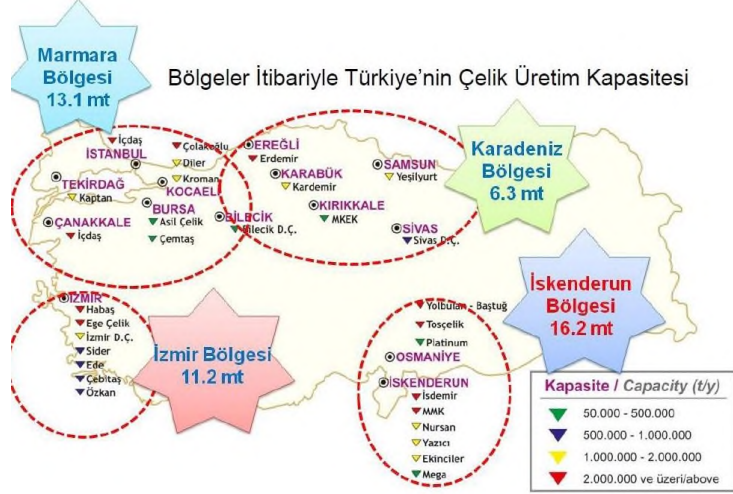 Marmara
Bölgesi
13.1 mt
Bölgeler İtibariyle Türkiye'nin Çelik Üretim Kapasitesi
Karadeniz
Bölgesi
6.3 mt
İçdaş
İSTANBUL
Çolakoğlu
Diler
Kroman
KOCAELİ
TEKİRDAĞ
Kaptan
BURSA
Asil Çelik
Çemtaş
ÇANAKKALE
İçdaş
BİLECİK
Bilecik D.Ç.
EREĞLİ
Erdemir
KARABÜK
Kardemir
SAMSUN
Yeşilyurt
KIRIKKALE
MKEK
SİVAS
Sivas D.Ç.
İZMİR
Habaş
Ege Çelik
İzmir D.Ç.
Sider
Ede
Çebitaş
Özkan
İzmir Bölgesi
11.2 mt
İskenderun
Bölgesi
16.2 mt
Yolbulan - Baştuğ
Tosçelik
Platinum
OSMANİYE
İSKENDERUN
İsdemir
MMK
Nursan
Yazıcı
Ekinciler
Mega
Kapasite / Capacity (t/y)
50.000 - 500.000
500.000 - 1.000.000
1.000.000 - 2.000.000
2.000.000 ve üzeri/above